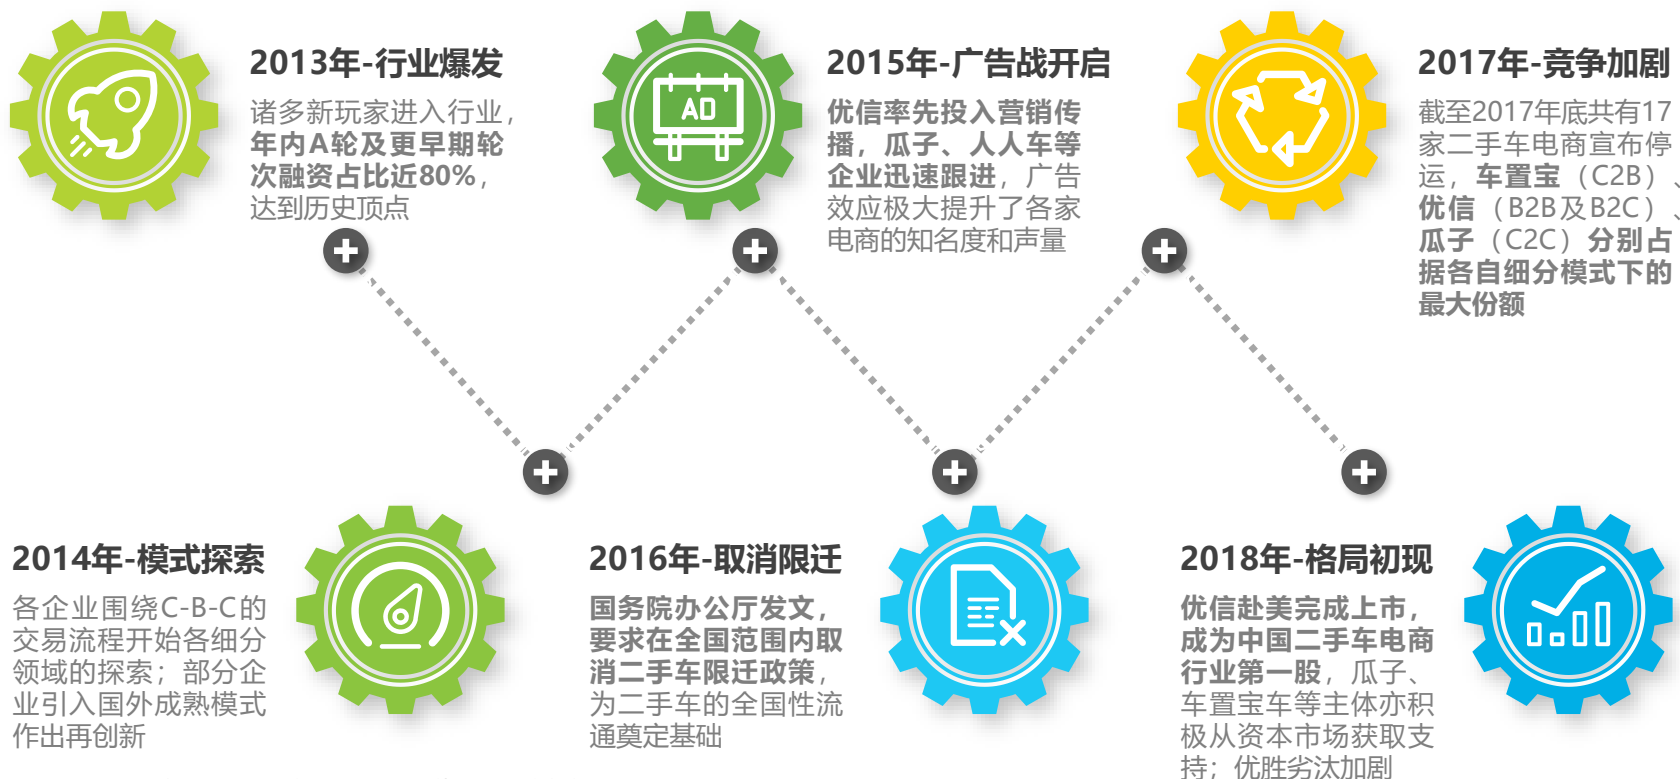 2013年-行业爆发
诸多新玩家进入行业，
年内A轮及更早期轮
次融资占比近80%，
达到历史顶点
AD
2015年-广告战开启
优信率先投入营销传
播，瓜子、人人车等
企业迅速跟进，广告
效应极大提升了各家
电商的知名度和声量
2017年-竞争加剧
截至2017年底共有17
家二手车电商宣布停
运，车置宝（C2B）、
优信（B2B及B2C）、
瓜子（C2C）分别占
据各自细分模式下的
最大份额
2014年-模式探索
各企业围绕C-B-C的
交易流程开始各细分
领域的探索；部分企
业引入国外成熟模式
作出再创新
2016年-取消限迁
国务院办公厅发文，
要求在全国范围内取
消二手车限迁政策，
为二手车的全国性流
通奠定基础
2018年-格局初现
优信赴美完成上市，
成为中国二手车电商
行业第一股，瓜子、
车置宝车等主体亦积
极从资本市场获取支
持；优胜劣汰加剧